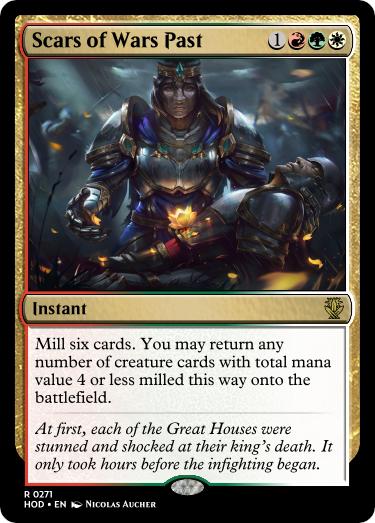 Scars of Wars Past 1
Instant
Mill six cards. You may return any
number of creature cards with total mana
value 4 or less milled this way onto the
battlefield.
At first, each of the Great Houses were
stunned and shocked at their king's death. It
only took hours before the infighting began.
R 0271
HOD • EN Nicolas Aucher